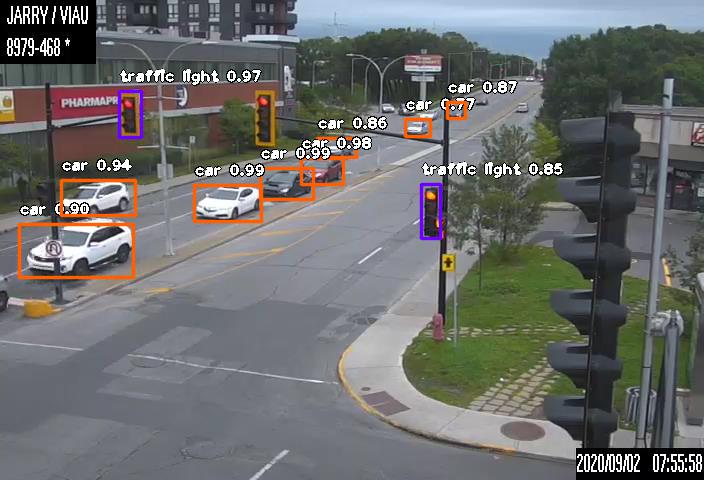 JARRY / VIAU
8979-468 *
traffic light 0.97
car 0.87
car 0.77
PHARMAPR
car 0.86
car 0.98
car 0.99
car 0.94
car 0.99
traffic light 0.85
car 0.90
2020/09/02 07:55:58